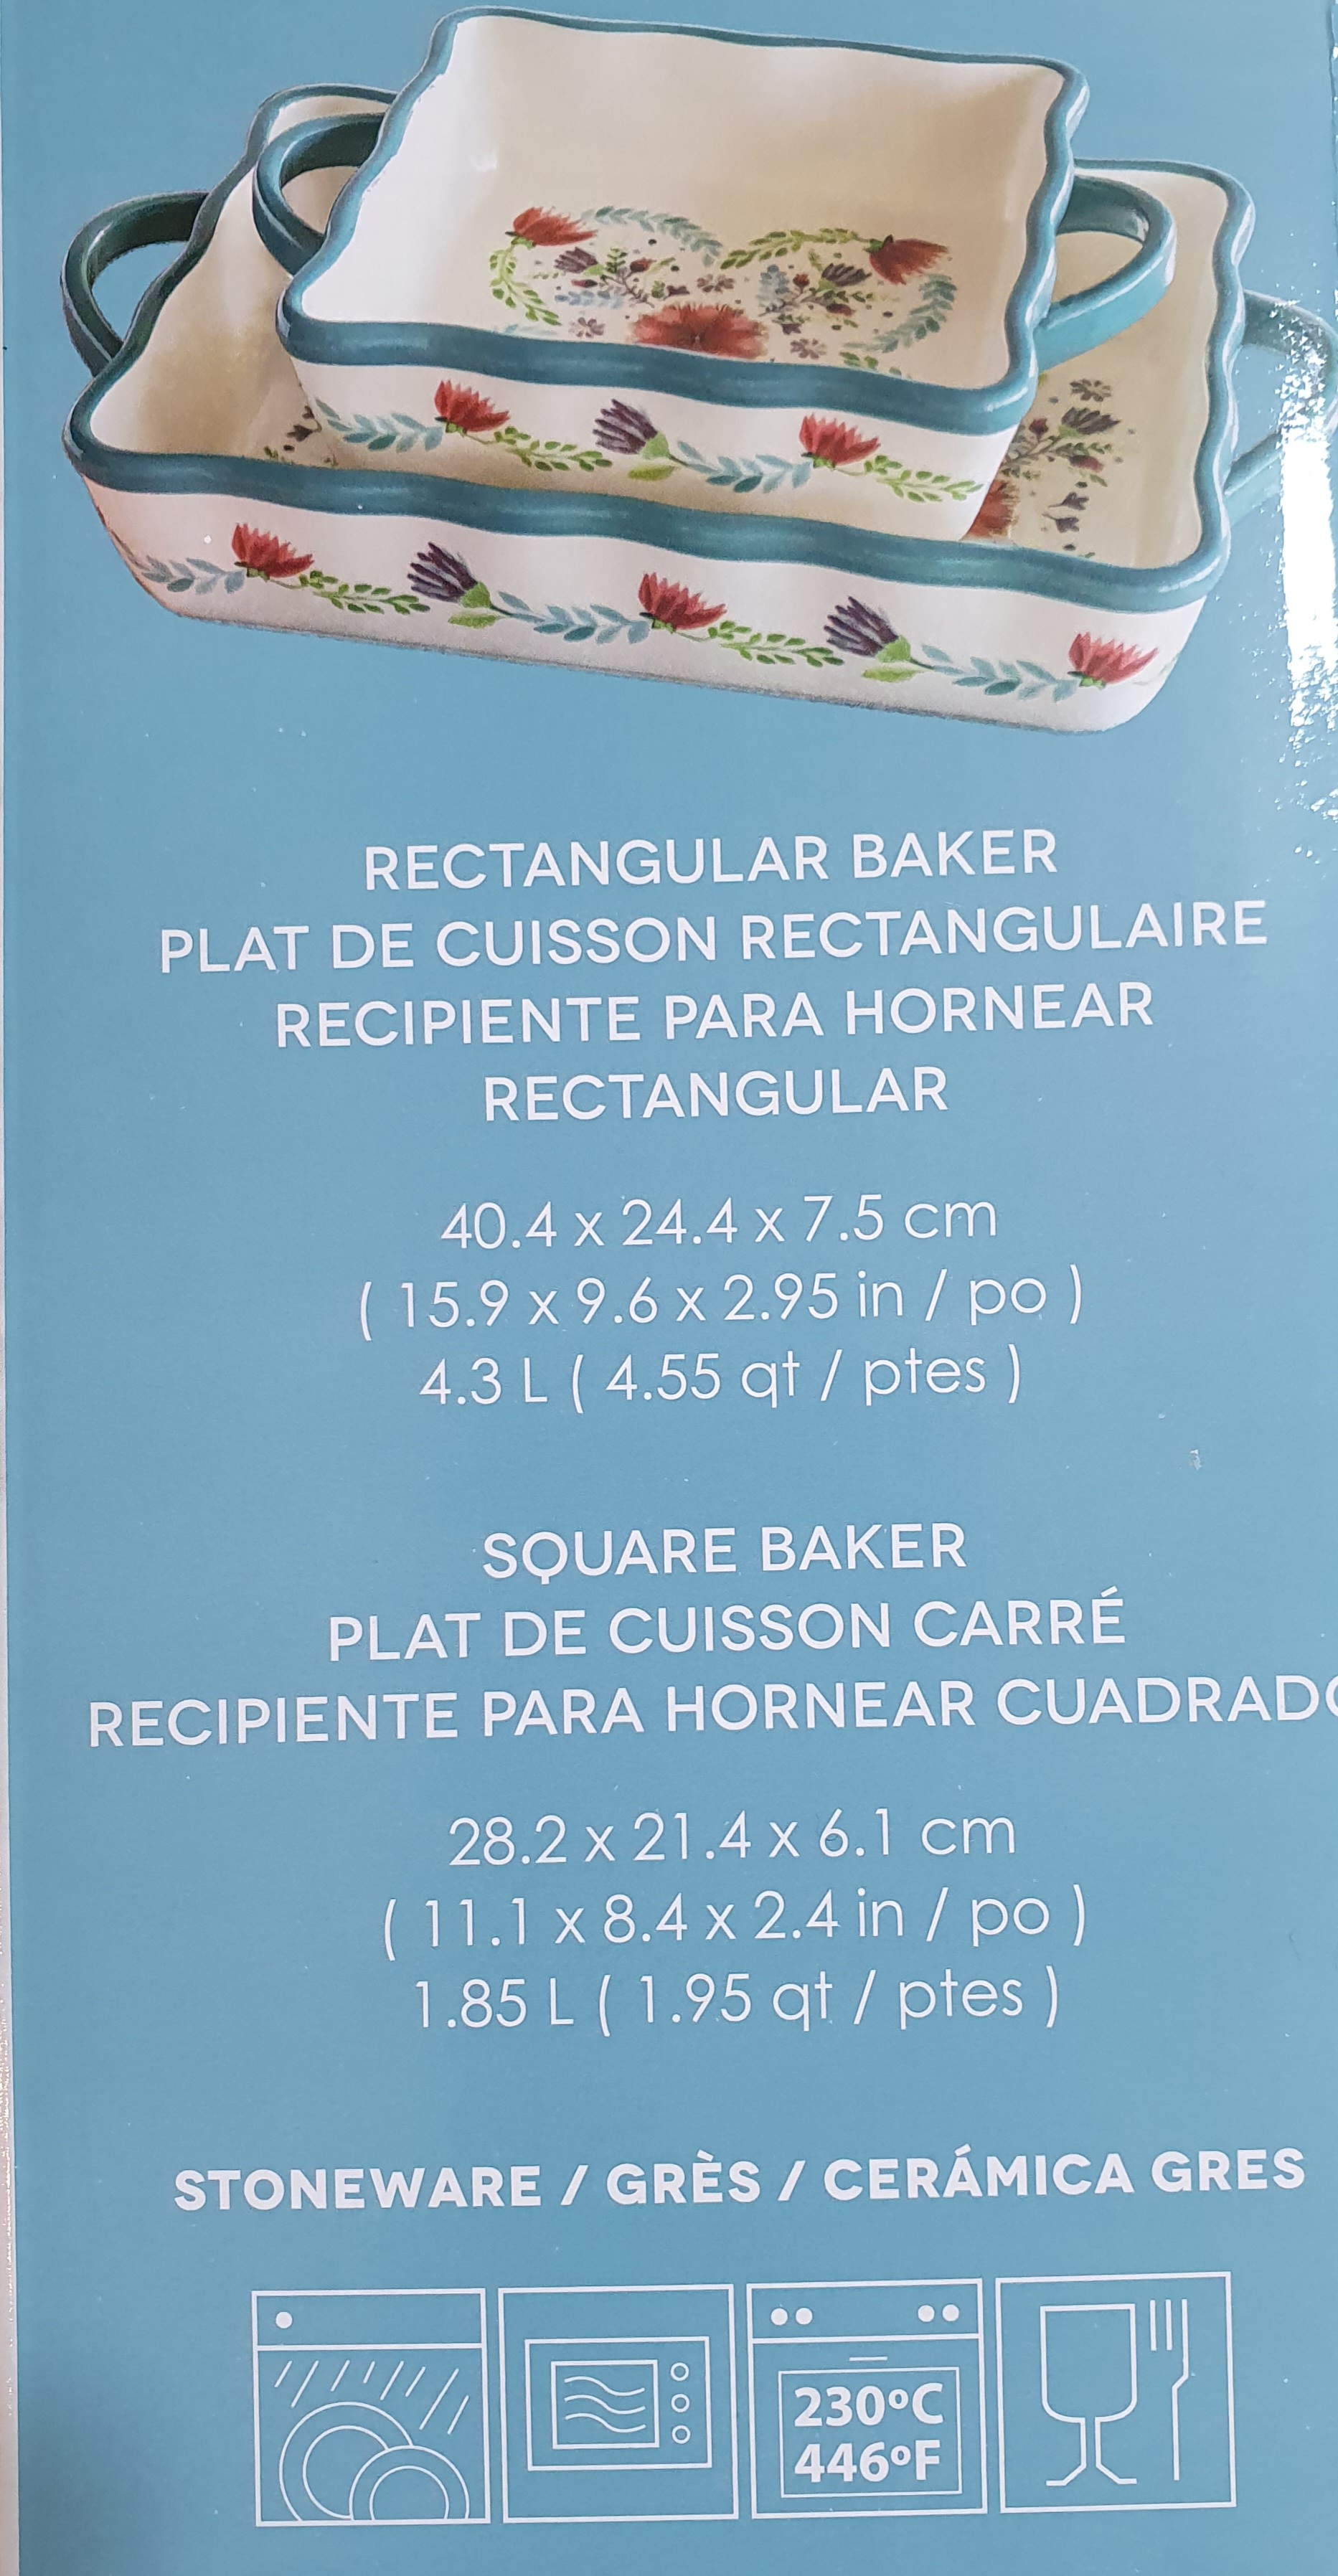 RECTANGULAR BAKER
PLAT DE CUISSON RECTANGULAIRE
RECIPIENTE PARA HORNEAR
RECTANGULAR
40.4 x 24.4 x 7.5 cm
( 15.9 x 9.6 x 2.95 in / po )
4.3 L ( 4.55 qt / ptes )
SQUARE BAKER
PLAT DE CUISSON CARRÉ
RECIPIENTE PARA HORNEAR CUADRADO
28.2 x 21.4 x 6.1 cm
( 11.1 x 8.4 x 2.4 in / po )
1.85 L ( 1.95 qt / ptes )
STONEWARE / GRÈS / CERÁMICA GRES
230ºC
446ºF